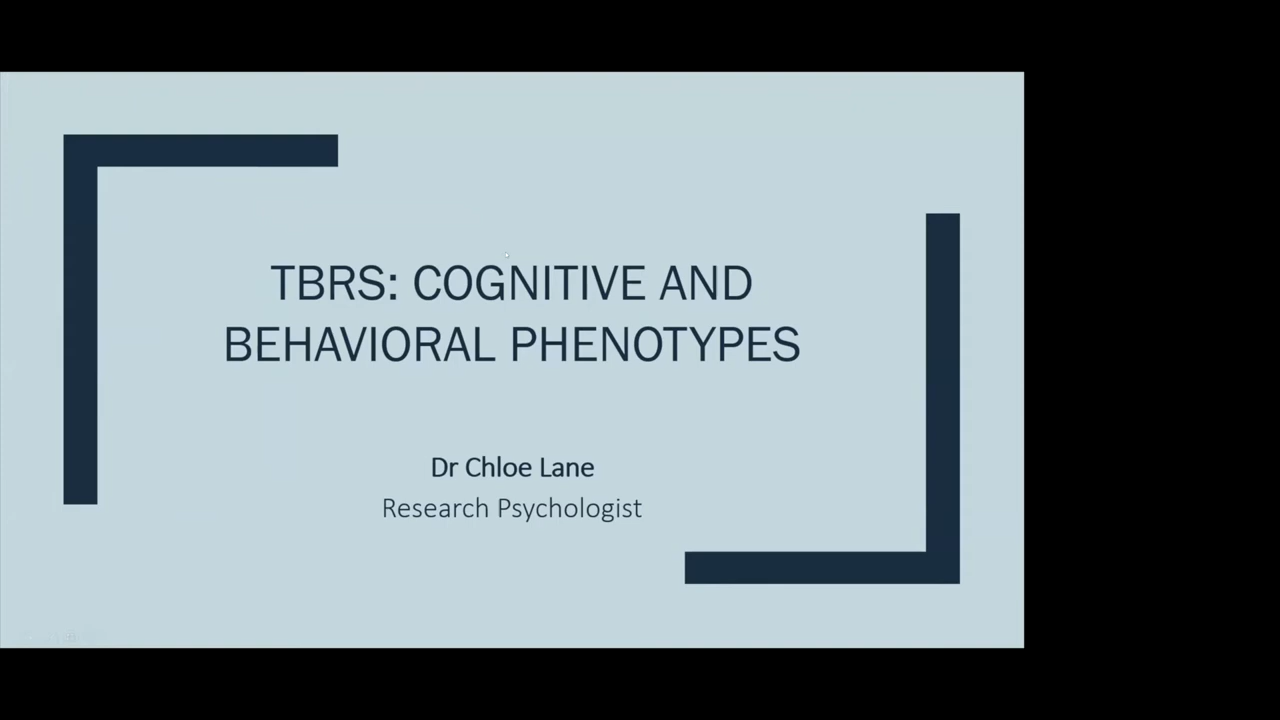 TBRS: COGNITIVE AND
BEHAVIORAL PHENOTYPES
Dr Chloe Lane
Research Psychologist